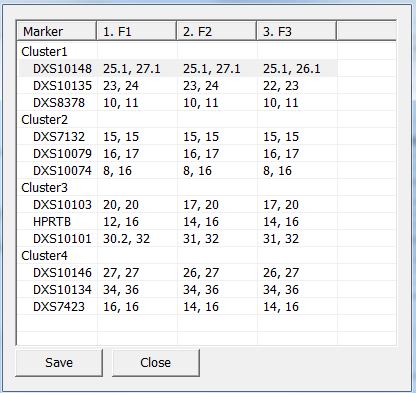 Marker 1. F1 2. F2 3. F3
Cluster1
DXS10148 25.1, 27.1 25.1, 27.1 25.1, 26.1
DXS10135 23, 24 23, 24 22, 23
DXS8378 10, 11 10, 11 10, 11
Cluster2
DXS7132 15, 15 15, 15 15, 15
DXS10079 16, 17 16, 17 16, 17
DXS10074 8, 16 8, 16 8, 16
Cluster3
DXS10103 20, 20 17, 20 17, 20
HPRTB 12, 16 14, 16 14, 16
DXS10101 30.2, 32 31, 32 31, 32
Cluster4
DXS10146 27, 27 26, 27 26, 27
DXS10134 34, 36 34, 36 34, 36
DXS7423 16, 16 14, 16 14, 16
Save Close